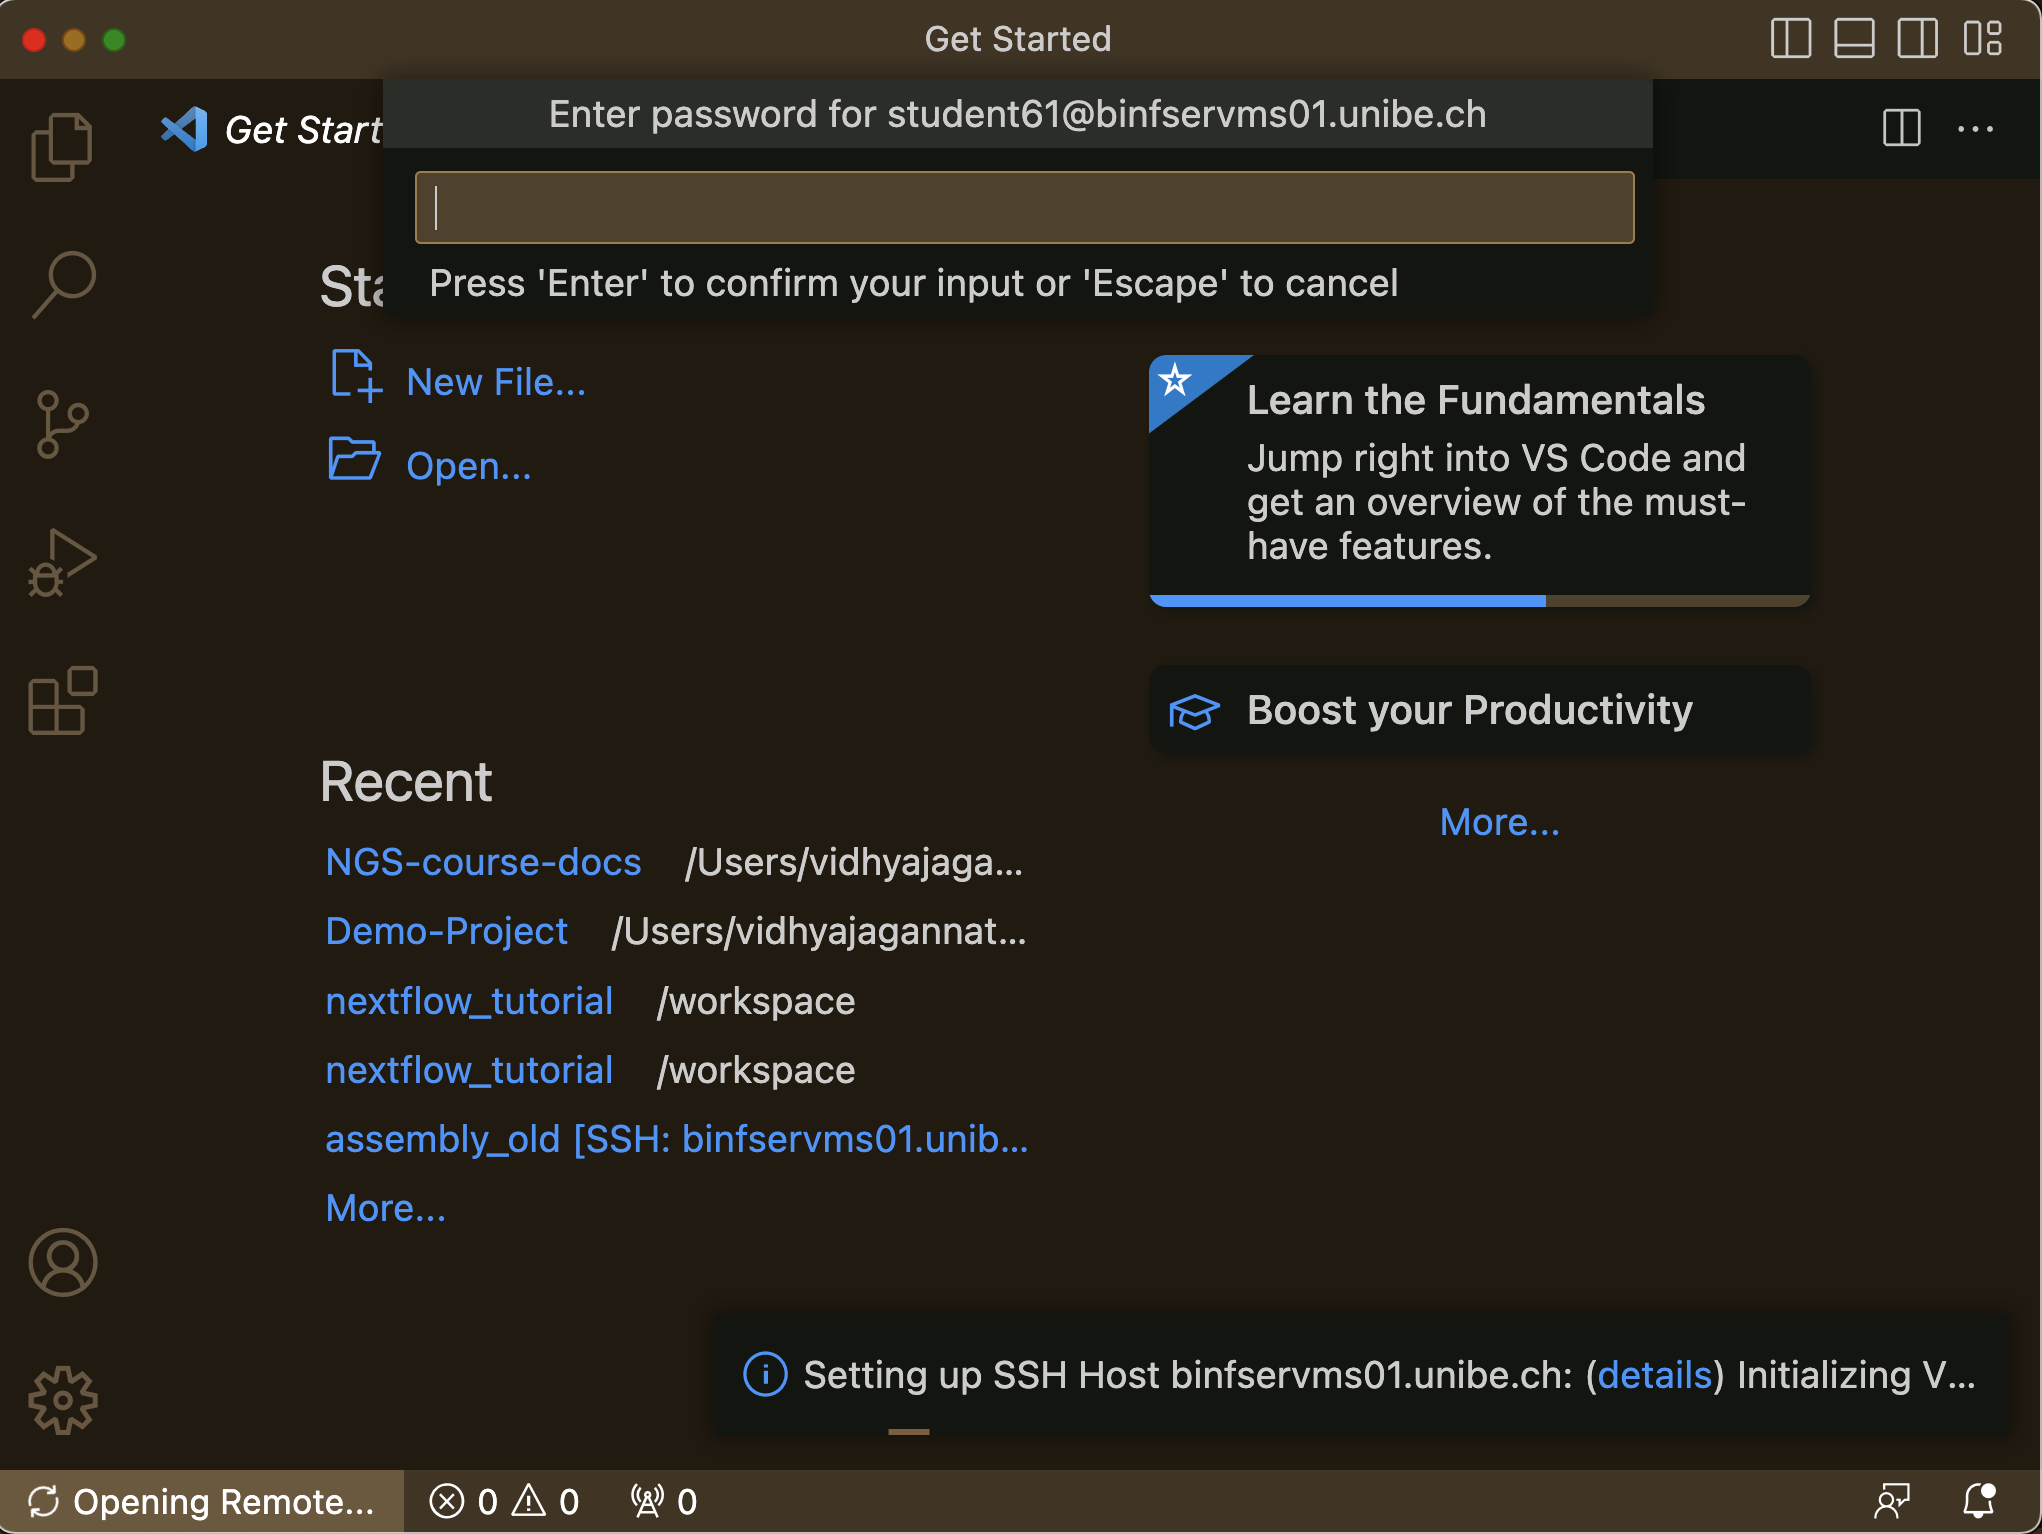 Get Started
Enter password for student61@binfservms01.unibe.ch
Get Start
Press 'Enter' to confirm your input or 'Escape' to cancel
New File...
Open...
Learn the Fundamentals
Jump right into VS Code and
get an overview of the must-
have features.
Boost your Productivity
More...
Recent
NGS-course-docs /Users/vidhyajaga...
Demo-Project /Users/vidhyajagannat...
nextflow_tutorial /workspace
nextflow_tutorial /workspace
assembly_old [SSH: binfservms01.unib...
More...
Setting up SSH Host binfservms01.unibe.ch: (details) Initializing V...
Opening Remote... 0 0 0